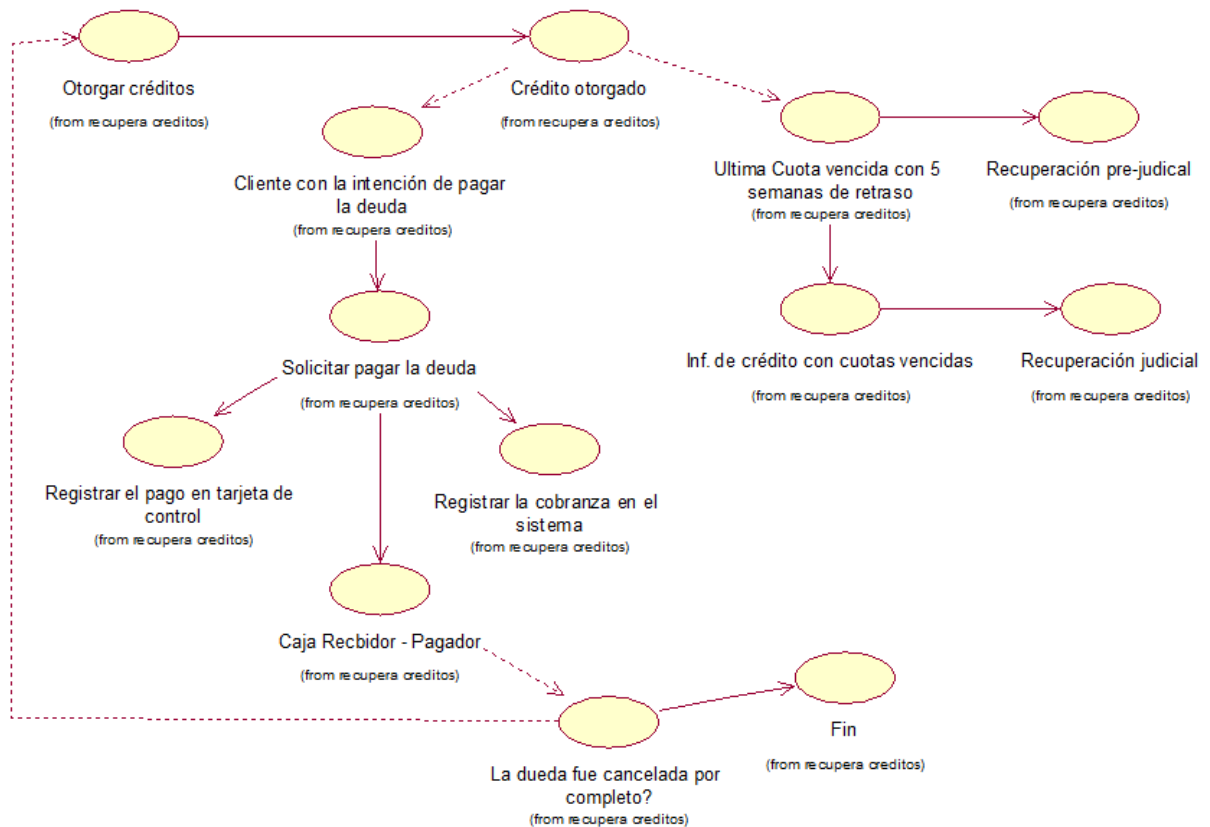 Otorgar créditos
(from recupera creditos)
Crédito otorgado
(from recupera creditos)
Cliente con la intención de pagar
la deuda
(from recupera creditos)
Ultima Cuota vencida con 5
semanas de retraso
(from recupera creditos)
Recuperación pre-judical
(from recupera creditos)
Solicitar pagar la deuda
(from recupera creditos)
Inf. de crédito con cuotas vencidas
(from recupera creditos)
Recuperación judicial
(from recupera creditos)
Registrar el pago en tarjeta de
control
(from recupera creditos)
Registrar la cobranza en el
sistema
(from recupera creditos)
Caja Recbidor - Pagador
(from recupera creditos)
Fin
(from recupera creditos)
La dueda fue cancelada por
completo?
(from recupera creditos)